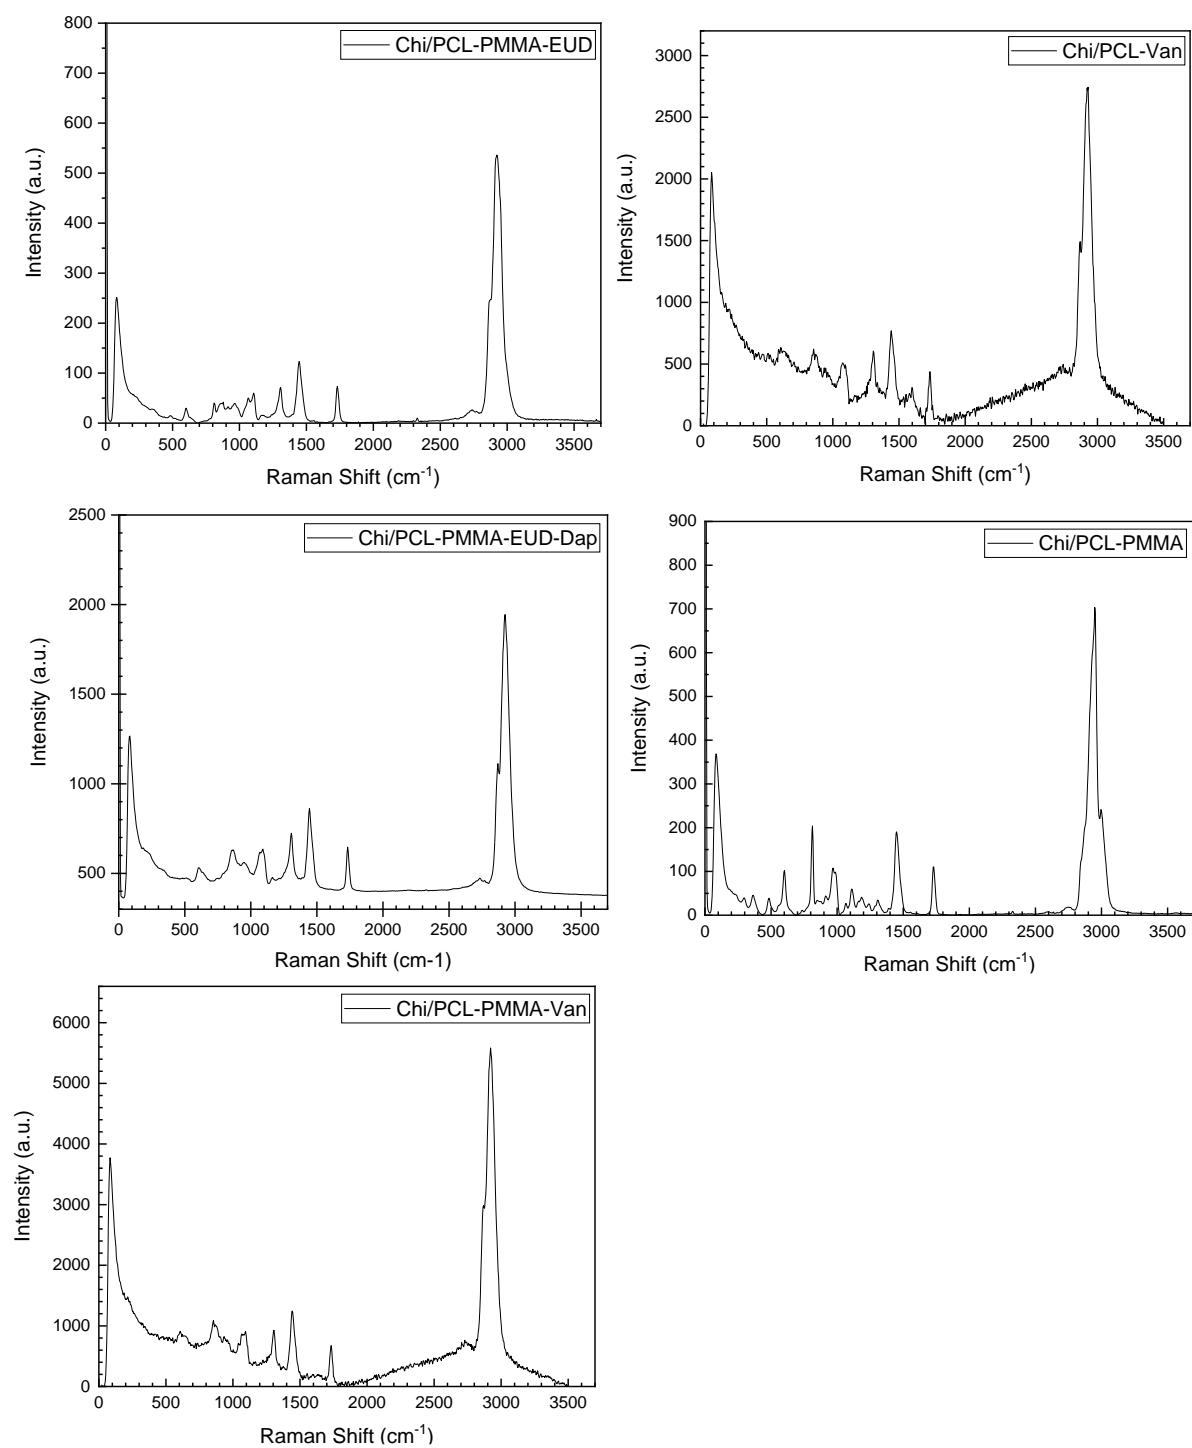 Chi/PCL-PMMA-EUD
800
700
600
500
400
300
200
100
0
Intensity (a.u.)
0 500 1000 1500 2000 2500 3000 3500
Raman Shift (cm⁻¹)
Chi/PCL-Van
3000
2500
2000
1500
1000
500
0
Intensity (a.u.)
0 500 1000 1500 2000 2500 3000 3500
Raman Shift (cm⁻¹)
Chi/PCL-PMMA-EUD-Dap
2500
2000
1500
1000
500
Intensity (a.u.)
0 500 1000 1500 2000 2500 3000 3500
Raman Shift (cm-1)
Chi/PCL-PMMA
900
800
700
600
500
400
300
200
100
0
Intensity (a.u.)
0 500 1000 1500 2000 2500 3000 3500
Raman Shift (cm⁻¹)
Chi/PCL-PMMA-Van
6000
5000
4000
3000
2000
1000
0
Intensity (a.u.)
0 500 1000 1500 2000 2500 3000 3500
Raman Shift (cm⁻¹)